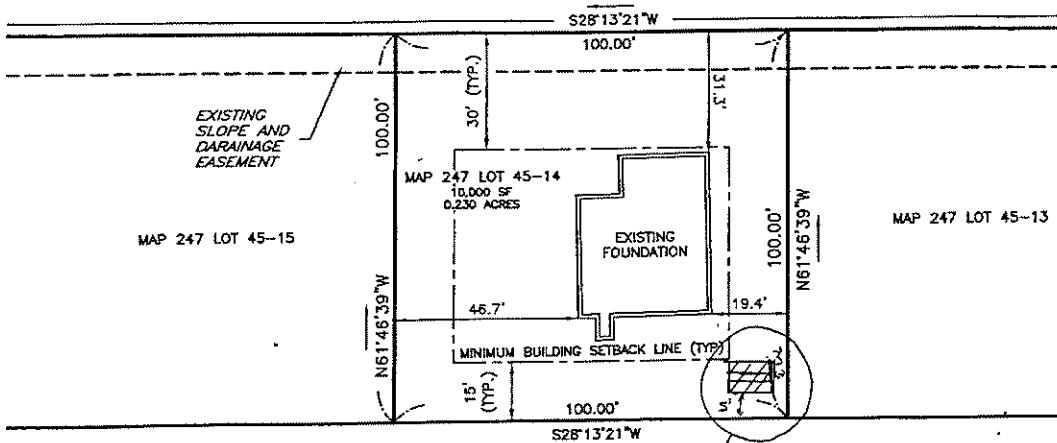 S28°13'21"W
100.00'
30' (TYP.)
31.3'
EXISTING
SLOPE AND
DARAINAGE
EASEMENT
100.00'
MAP 247 LOT 45-14
10,000 SF
0.230 ACRES
MAP 247 LOT 45-15
EXISTING
FOUNDATION
100.00'
N61°46'39"W
MAP 247 LOT 45-13
N61°46'39"W
46.7'
19.4'
MINIMUM BUILDING SETBACK LINE (TYP)
15'
(TYP.)
100.00'
S28°13'21"W